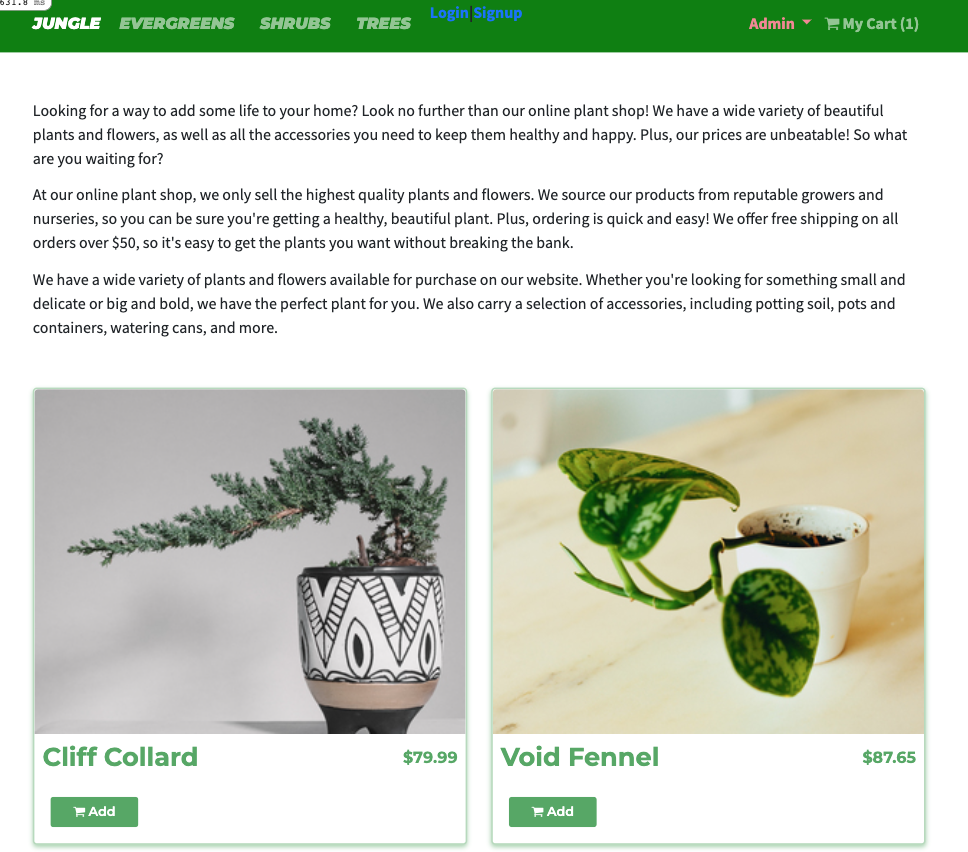 631.8 ms
JUNGLE EVERGREENS SHRUBS TREES Login|Signup Admin My Cart (1)
Looking for a way to add some life to your home? Look no further than our online plant shop! We have a wide variety of beautiful
plants and flowers, as well as all the accessories you need to keep them healthy and happy. Plus, our prices are unbeatable! So what
are you waiting for?
At our online plant shop, we only sell the highest quality plants and flowers. We source our products from reputable growers and
nurseries, so you can be sure you're getting a healthy, beautiful plant. Plus, ordering is quick and easy! We offer free shipping on all
orders over $50, so it's easy to get the plants you want without breaking the bank.
We have a wide variety of plants and flowers available for purchase on our website. Whether you're looking for something small and
delicate or big and bold, we have the perfect plant for you. We also carry a selection of accessories, including potting soil, pots and
containers, watering cans, and more.
Cliff Collard $79.99
Add
Void Fennel $87.65
Add